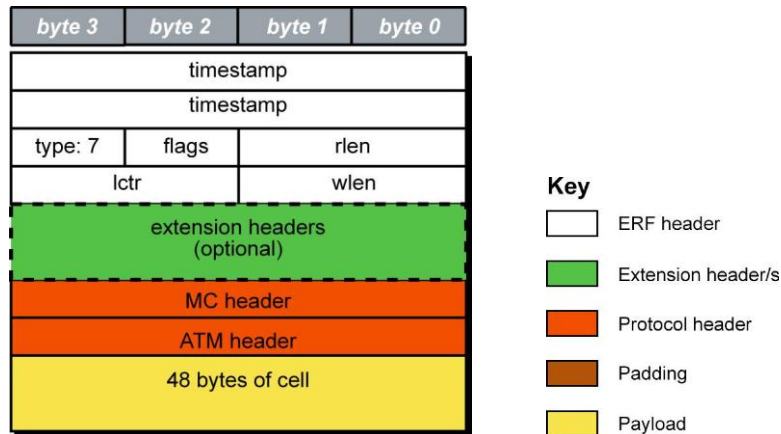 byte 3 byte 2 byte 1 byte 0
timestamp
timestamp
type: 7 flags rlen
lctr wlen
extension headers
(optional)
MC header
ATM header
48 bytes of cell
Key
ERF header
Extension header/s
Protocol header
Padding
Payload